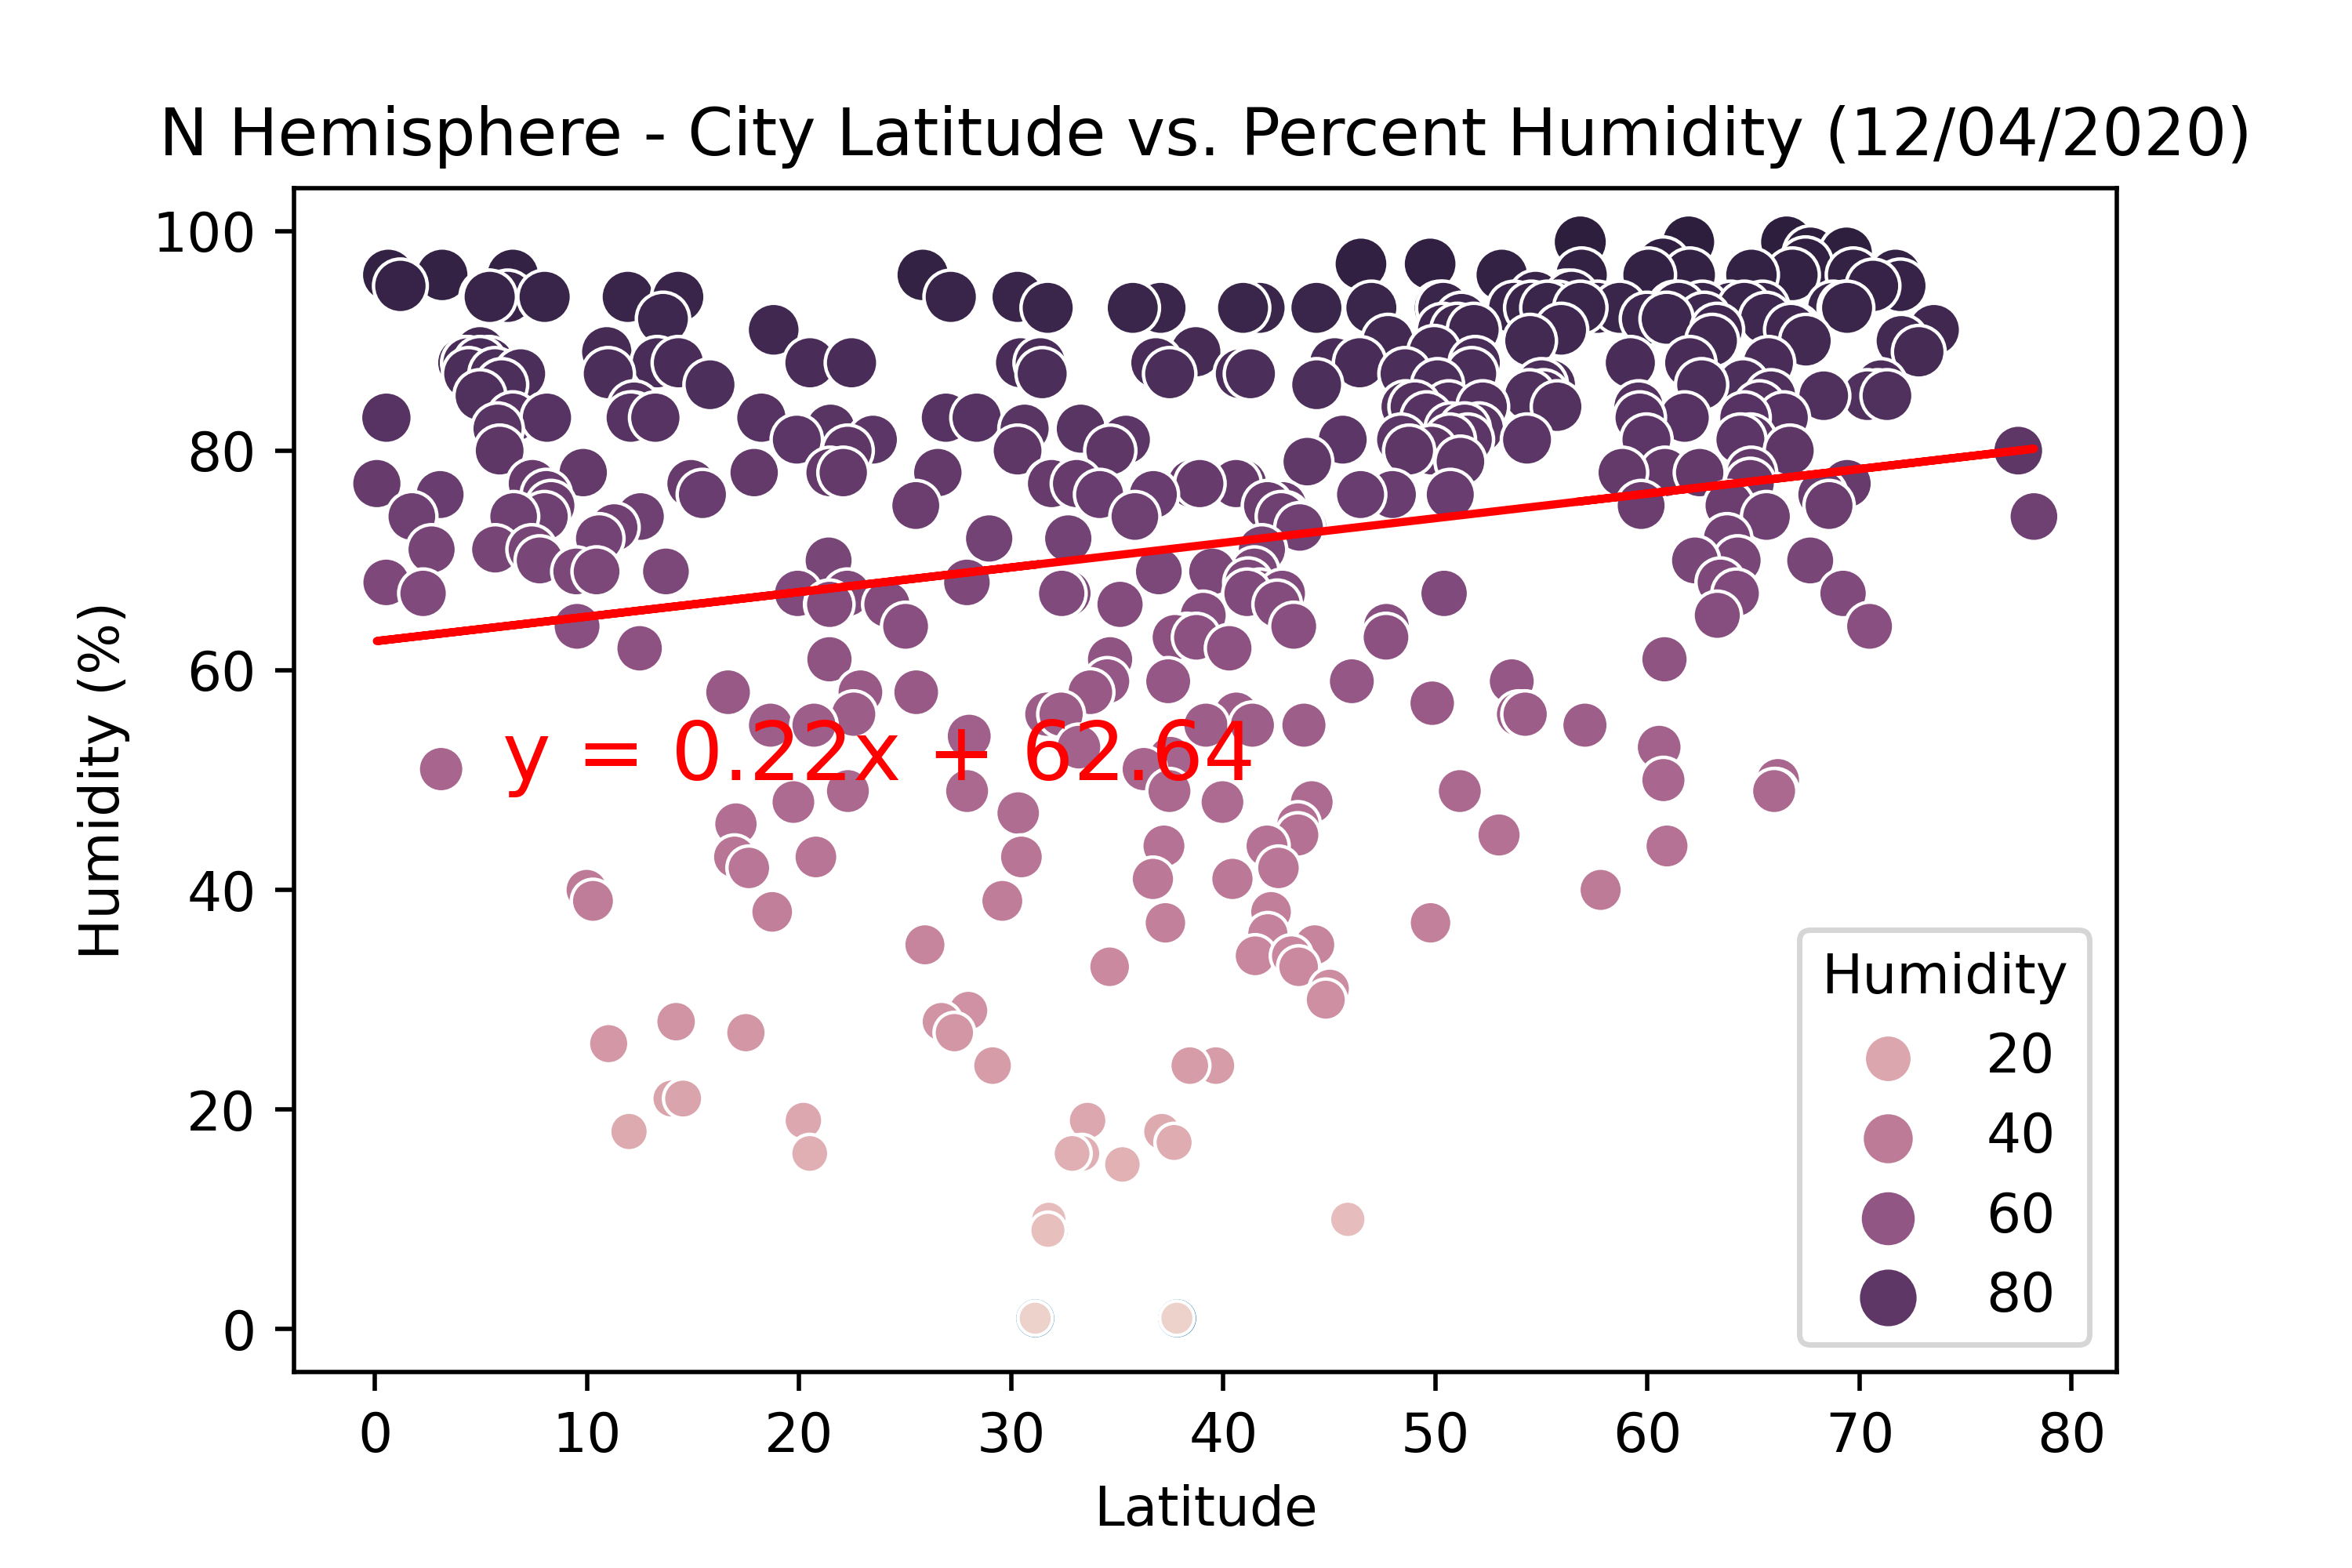 N Hemisphere - City Latitude vs. Percent Humidity (12/04/2020)
100
80
60
40
20
0
Humidity (%)
y = 0.22x + 62.64
Humidity
20
40
60
80
0 10 20 30 40 50 60 70 80
Latitude